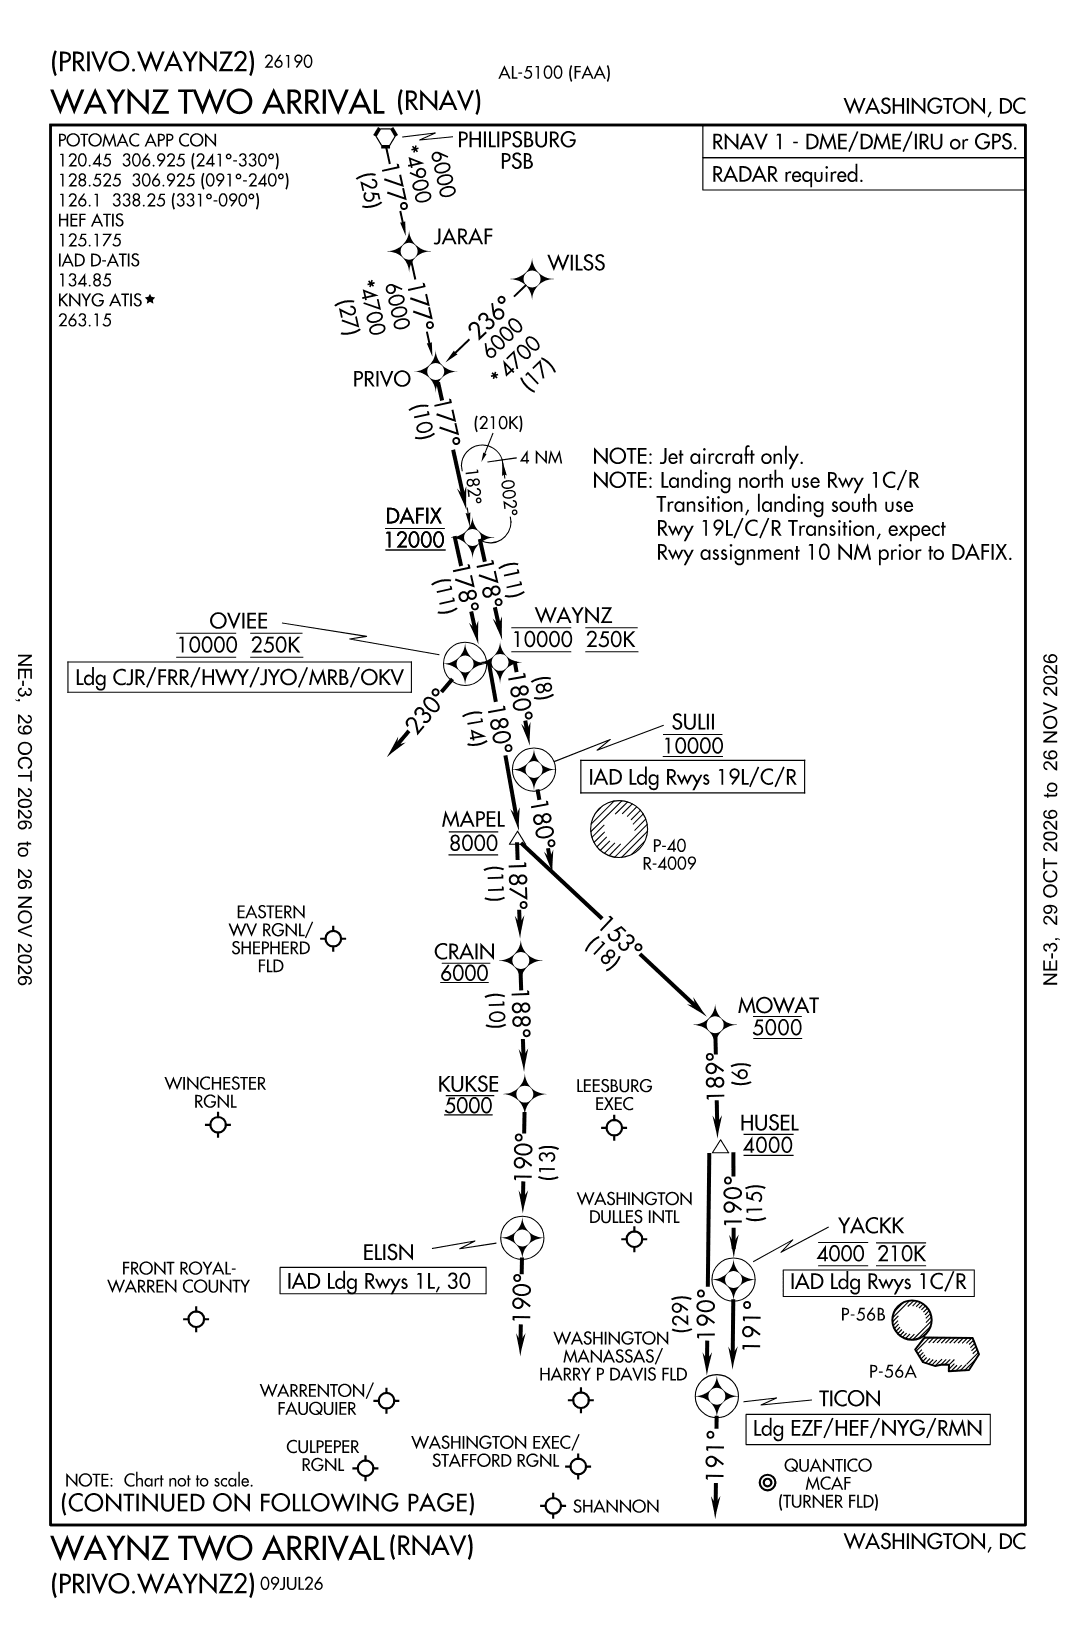 (PRIVO.WAYNZ2) 26190
AL-5100 (FAA)
WAYNZ TWO ARRIVAL (RNAV)
WASHINGTON, DC
POTOMAC APP CON
120.45 306.925 (241°-330°)
128.525 306.925 (091°-240°)
126.1 338.25 (331°-090°)
HEF ATIS
125.175
IAD D-ATIS
134.85
KNYG ATIS★
263.15
RNAV 1 - DME/DME/IRU or GPS.
RADAR required.
PHILIPSBURG
PSB
177°
(25)
6000
*4900
JARAF
177°
6000
*4700
(27)
WILSS
236°
6000
*4700
(17)
PRIVO
177°
(10)
(210K)
4 NM
182°
002°
NOTE: Jet aircraft only.
NOTE: Landing north use Rwy 1C/R
Transition, landing south use
Rwy 19L/C/R Transition, expect
Rwy assignment 10 NM prior to DAFIX.
DAFIX
12000
178°
(11)
178°
(11)
OVIEE
10000 250K
Ldg CJR/FRR/HWY/JYO/MRB/OKV
230°
WAYNZ
10000 250K
180°
(8)
180°
(14)
SULII
10000
IAD Ldg Rwys 19L/C/R
180°
P-40
R-4009
MAPEL
8000
187°
(11)
153°
(18)
EASTERN
WV RGNL/
SHEPHERD
FLD
CRAIN
6000
188°
(10)
MOWAT
5000
189°
(6)
WINCHESTER
RGNL
KUKSE
5000
190°
(13)
LEESBURG
EXEC
HUSEL
4000
190°
(15)
WASHINGTON
DULLES INTL
YACKK
4000 210K
IAD Ldg Rwys 1C/R
ELISN
IAD Ldg Rwys 1L, 30
190°
FRONT ROYAL-
WARREN COUNTY
190°
(29)
191°
P-56B
P-56A
WASHINGTON
MANASSAS/
HARRY P DAVIS FLD
WARRENTON/
FAUQUIER
TICON
Ldg EZF/HEF/NYG/RMN
191°
CULPEPER
RGNL
WASHINGTON EXEC/
STAFFORD RGNL
QUANTICO
MCAF
(TURNER FLD)
SHANNON
NOTE: Chart not to scale.
(CONTINUED ON FOLLOWING PAGE)
NE-3, 29 OCT 2026 to 26 NOV 2026
NE-3, 29 OCT 2026 to 26 NOV 2026
WAYNZ TWO ARRIVAL (RNAV)
WASHINGTON, DC
(PRIVO.WAYNZ2) 09JUL26